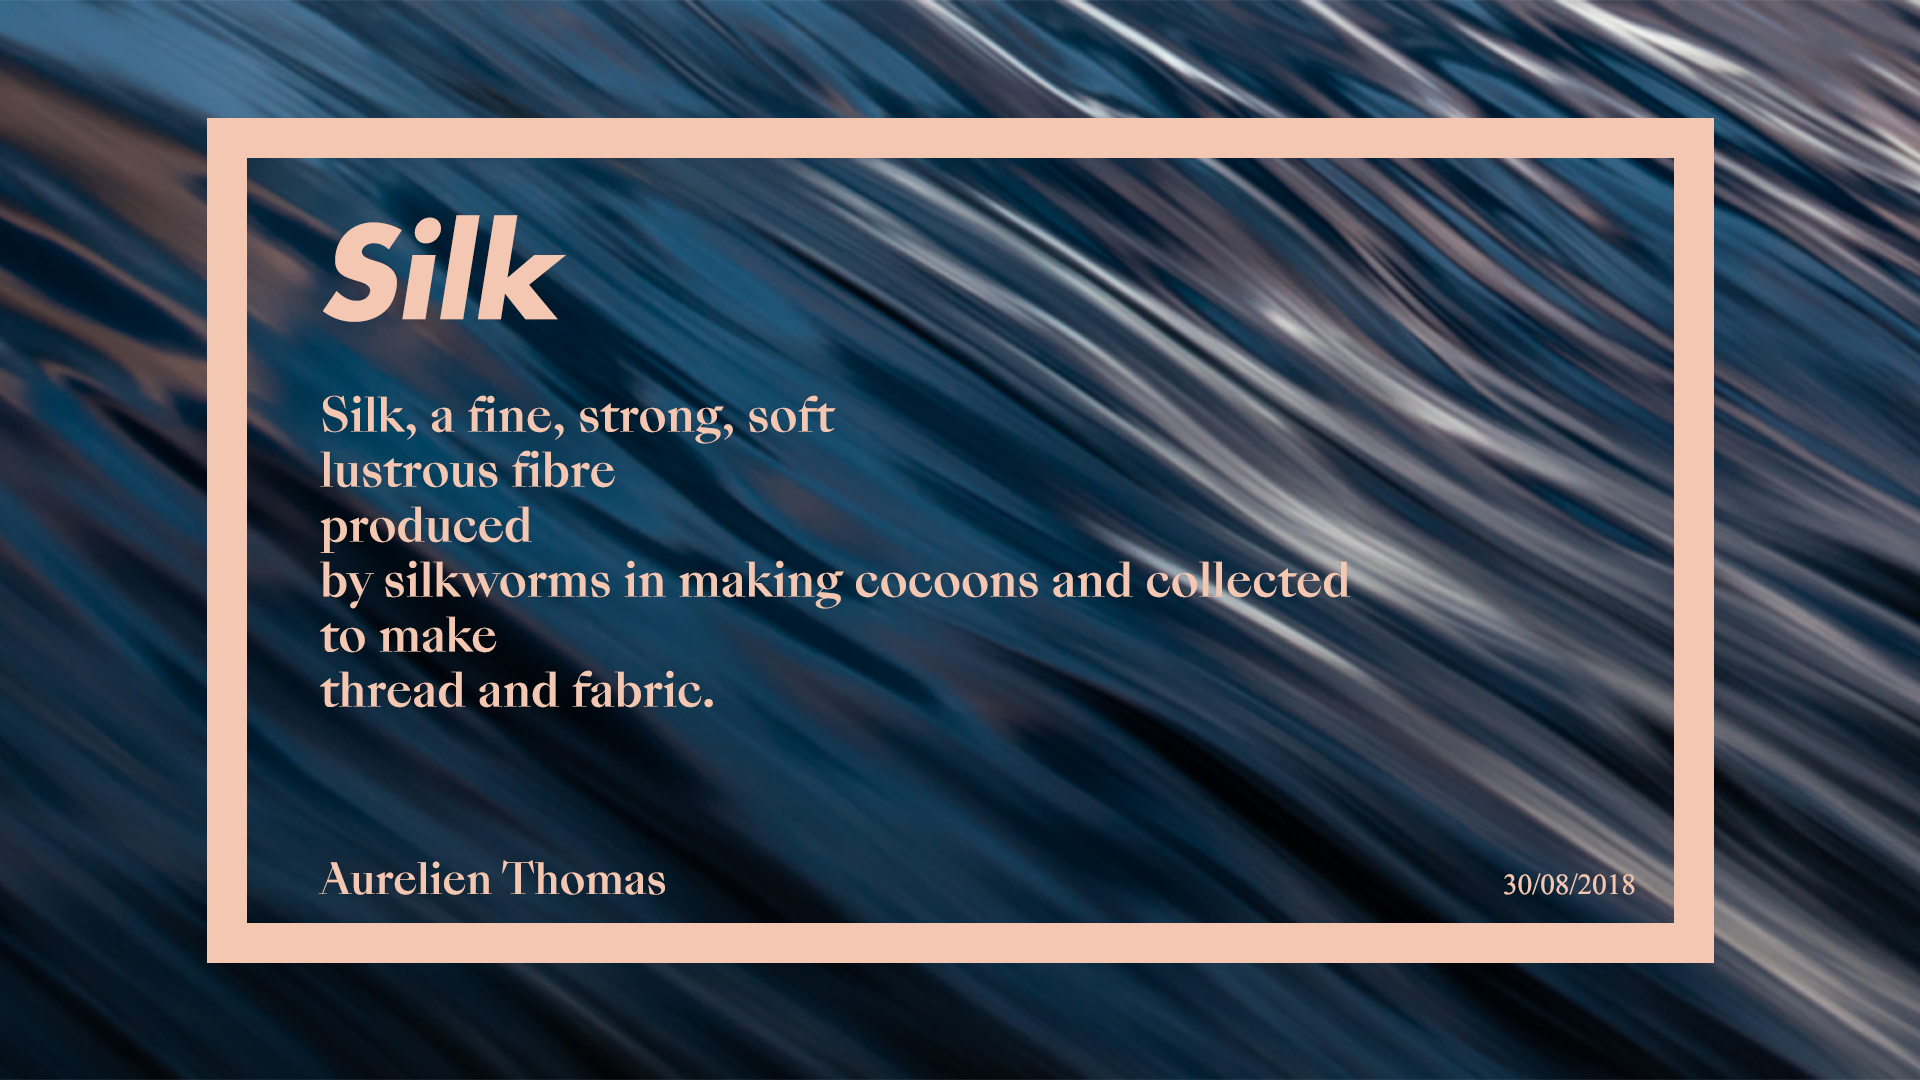 Silk
Silk, a fine, strong, soft
lustrous fibre
produced
by silkworms in making cocoons and collected
to make
thread and fabric.
Aurelien Thomas
30/08/2018